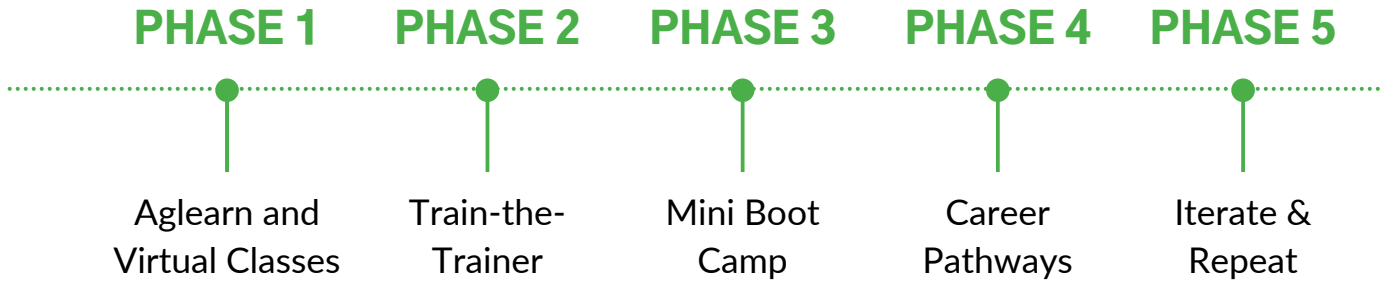 PHASE 1 PHASE 2 PHASE 3 PHASE 4 PHASE 5
Aglearn and
Virtual Classes
Train-the-
Trainer
Mini Boot
Camp
Career
Pathways
Iterate &
Repeat